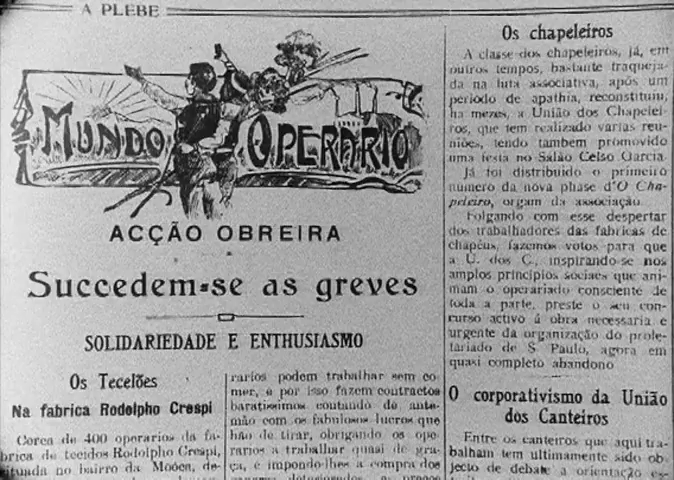 A PLEBE
MUNDO OPERARIO
ACÇÃO OBREIRA
Succedem-se as greves
SOLIDARIEDADE E ENTHUSIASMO
Os Tecelões
Na fabrica Rodolpho Crespi
Cerca de 400 operarios da fa-
brica de tecidos Rodolpho Crespi,
situada no bairro da Moóca, de-
rarios podem trabalhar sem co-
mer, e por isso fazem contractos
baratissimos contando de ante-
mão com os fabulosos lucros que
hão de tirar, obrigando os ope-
rarios a trabalhar quasi de gra-
ça, e impondo-lhes a compra dos
Os chapeleiros
A classe dos chapeleiros, já, em
outros tempos, bastante traqueja-
da na luta associativa, após um
periodo de apathia, reconstituiu,
ha mezes, a União dos Chapelei-
ros, que tem realizado varias reu-
niões, tendo tambem promovido
uma festa no Salão Celso Garcia.
Já foi distribuido o primeiro
numero da nova phase d'O Cha-
peleiro, orgam da associação.
Folgando com esse despertar
dos trabalhadores das fabricas de
chapéus, fazemos votos para que
a U. dos C., inspirando-se nos
amplos principios sociaes que ani-
mam o operariado consciente de
toda a parte, preste o seu con-
curso activo á obra necessaria e
urgente da organização do prole-
tariado de S Paulo, agora em
quasi completo abandono
O corporativismo da União
dos Canteiros
Entre os canteiros que aqui tra-
balham tem ultimamente sido ob-
jecto de debate a orientação es-